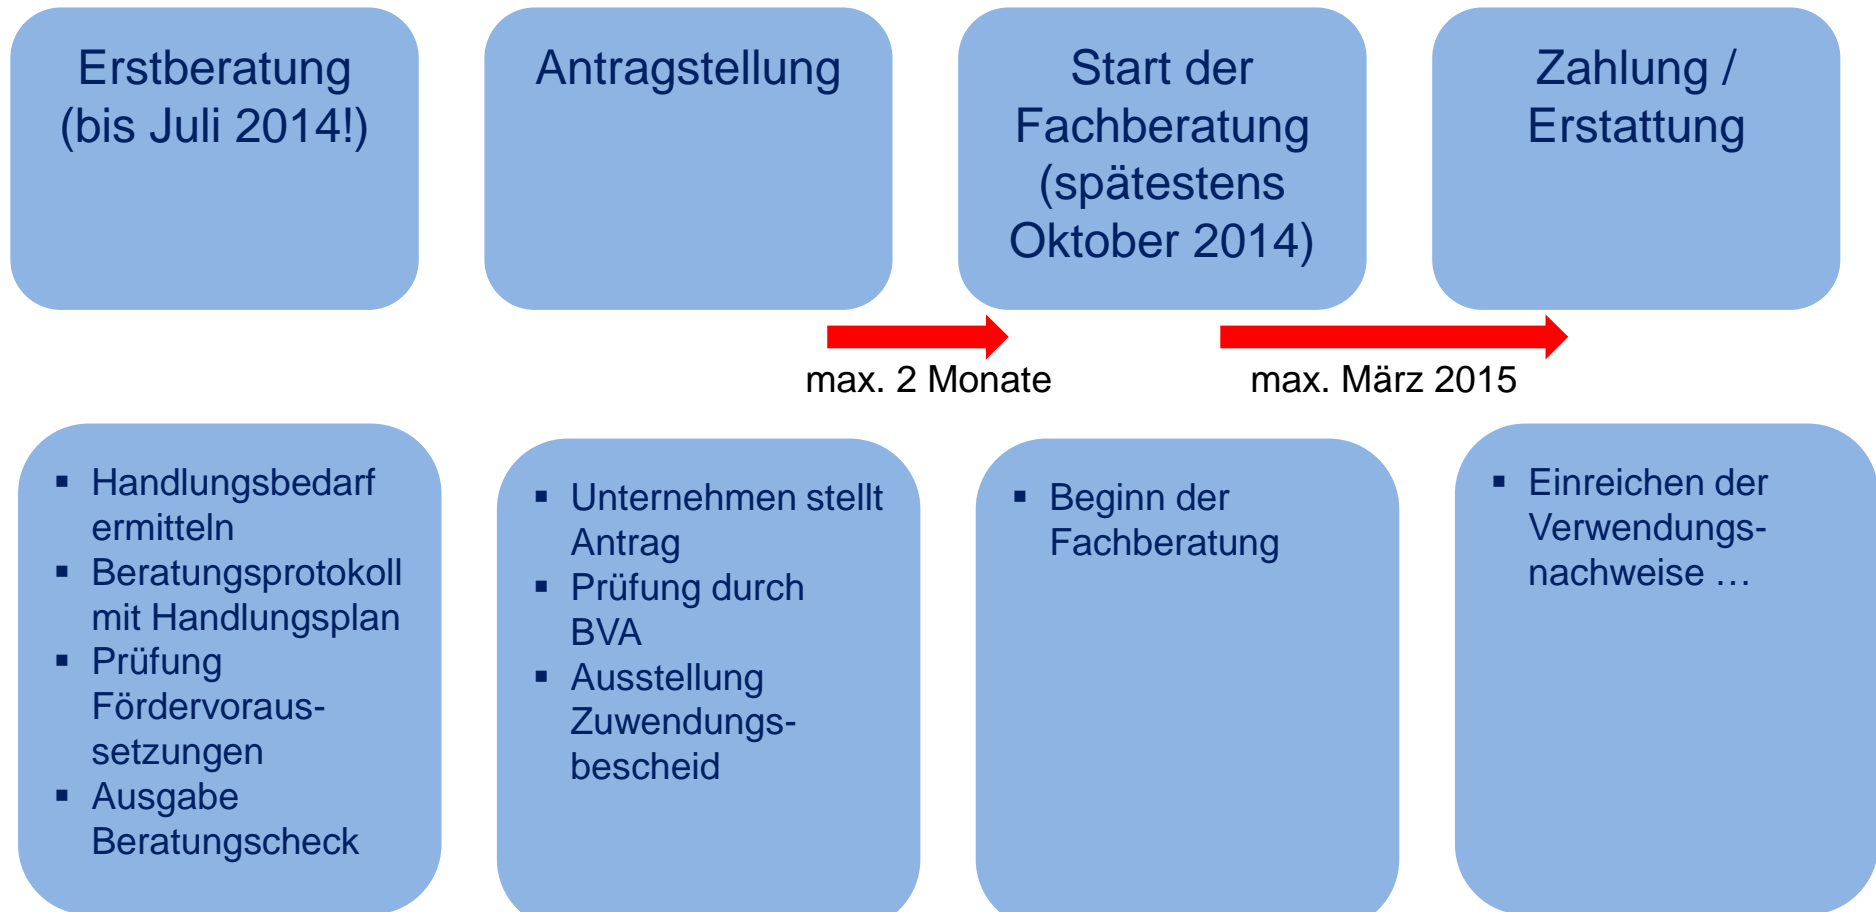 Erstberatung
(bis Juli 2014!)
Antragstellung
Start der
Fachberatung
(spätestens
Oktober 2014)
Zahlung /
Erstattung
max. 2 Monate
max. März 2015
▪ Handlungsbedarf
ermitteln
▪ Beratungsprotokoll
mit Handlungsplan
▪ Prüfung
Fördervoraus-
setzungen
▪ Ausgabe
Beratungscheck
▪ Unternehmen stellt
Antrag
▪ Prüfung durch
BVA
▪ Ausstellung
Zuwendungs-
bescheid
▪ Beginn der
Fachberatung
▪ Einreichen der
Verwendungs-
nachweise …